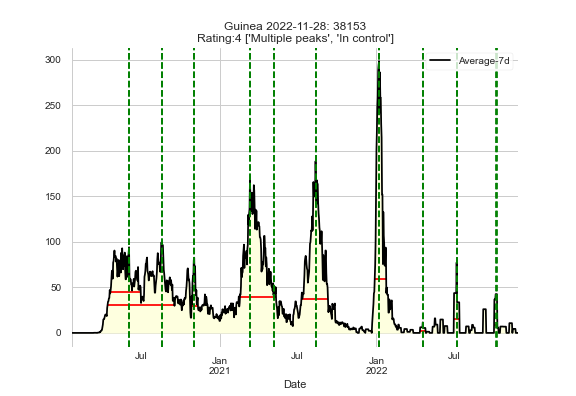 Guinea 2022-11-28: 38153
Rating:4 ['Multiple peaks', 'In control']
Average-7d
300
250
200
150
100
50
0
Jul
Jan
2021
Jul
Jan
2022
Jul
Date